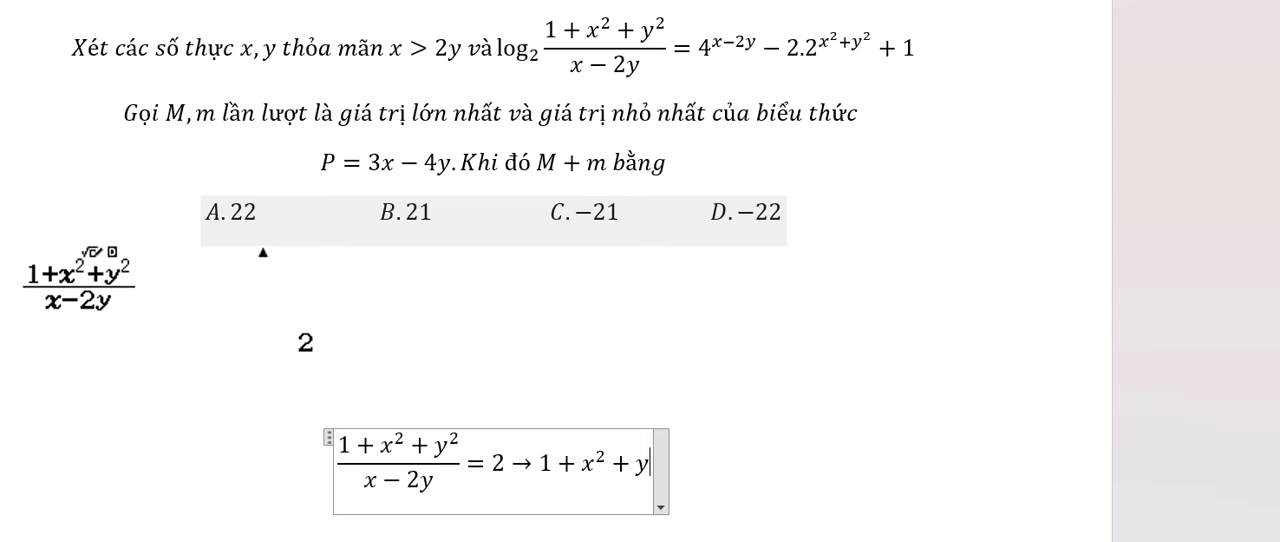 Xét các số thực x, y thỏa mãn x > 2y và log₂ (1 + x² + y²)/(x − 2y) = 4^(x−2y) − 2.2^(x²+y²) + 1
Gọi M, m lần lượt là giá trị lớn nhất và giá trị nhỏ nhất của biểu thức
P = 3x − 4y. Khi đó M + m bằng
A. 22 B. 21 C. −21 D. −22
(1+x²+y²)/(x−2y)
2
(1 + x² + y²)/(x − 2y) = 2 → 1 + x² + y